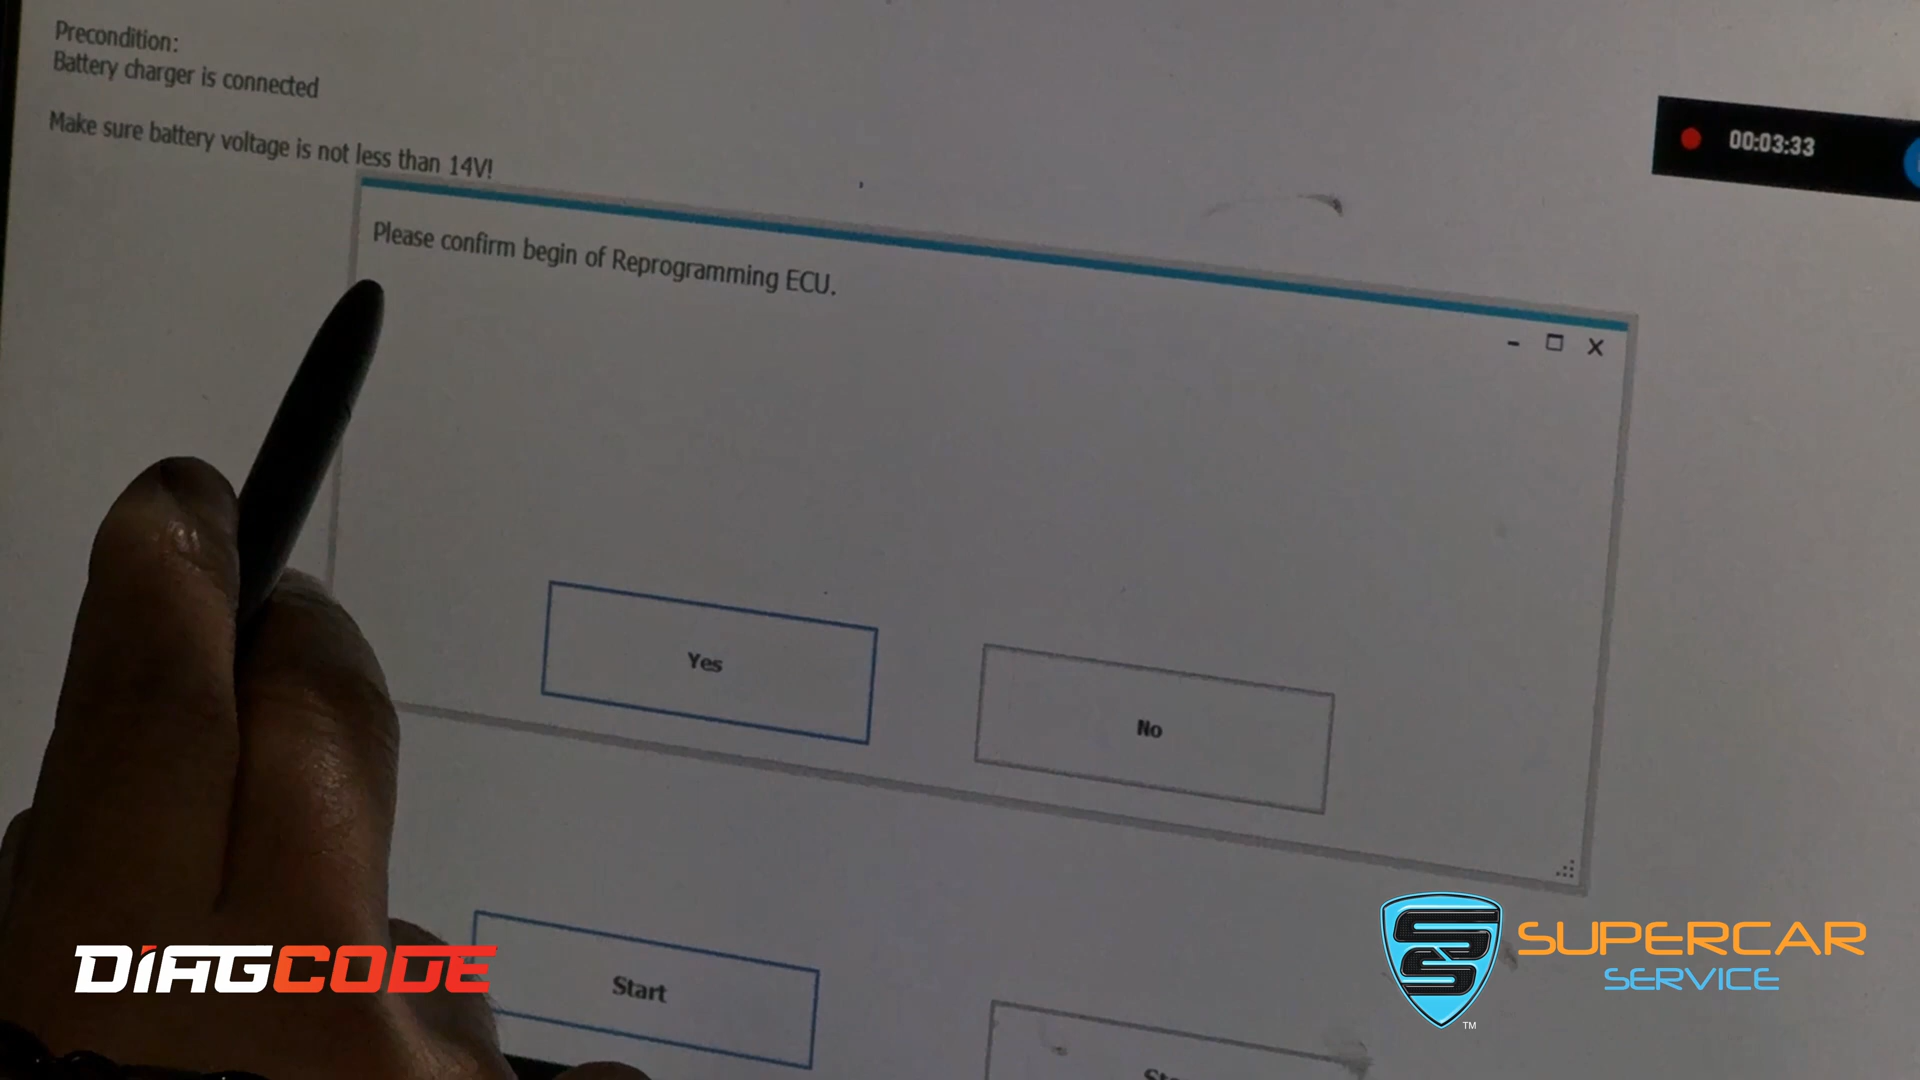 Precondition:
Battery charger is connected
Make sure battery voltage is not less than 14V!
00:03:33
Please confirm begin of Reprogramming ECU.
Yes
No
Start
DIAGCODE
SUPERCAR
SERVICE
TM